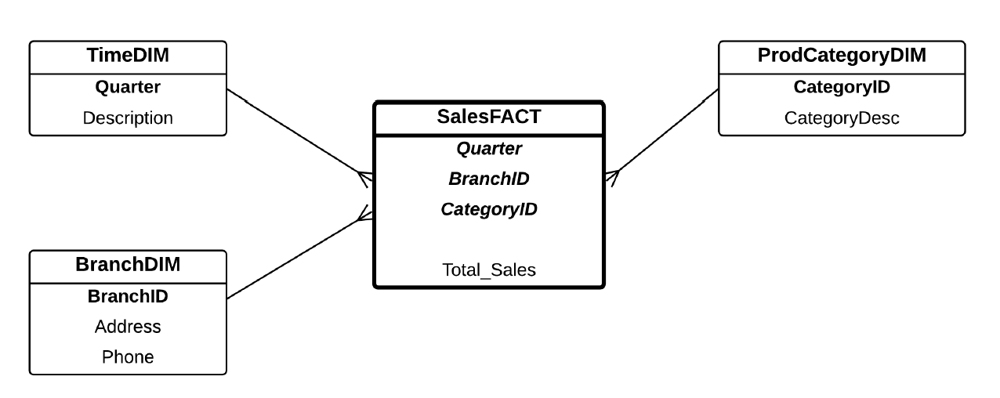 TimeDIM
Quarter
Description
BranchDIM
BranchID
Address
Phone
SalesFACT
Quarter
BranchID
CategoryID
Total_Sales
ProdCategoryDIM
CategoryID
CategoryDesc